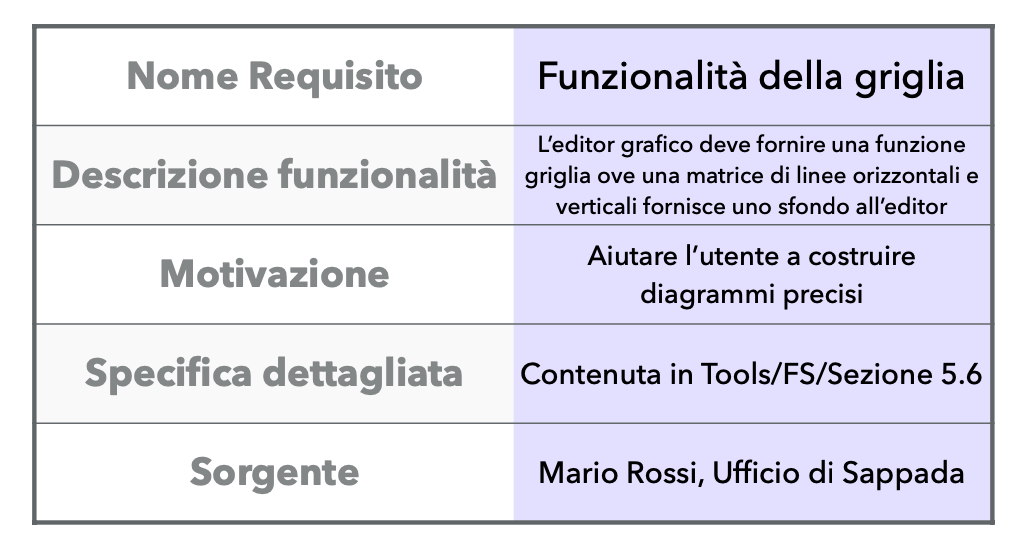 Nome Requisito
Funzionalità della griglia
Descrizione funzionalità
L’editor grafico deve fornire una funzione
griglia ove una matrice di linee orizzontali e
verticali fornisce uno sfondo all’editor
Motivazione
Aiutare l’utente a costruire
diagrammi precisi
Specifica dettagliata
Contenuta in Tools/FS/Sezione 5.6
Sorgente
Mario Rossi, Ufficio di Sappada